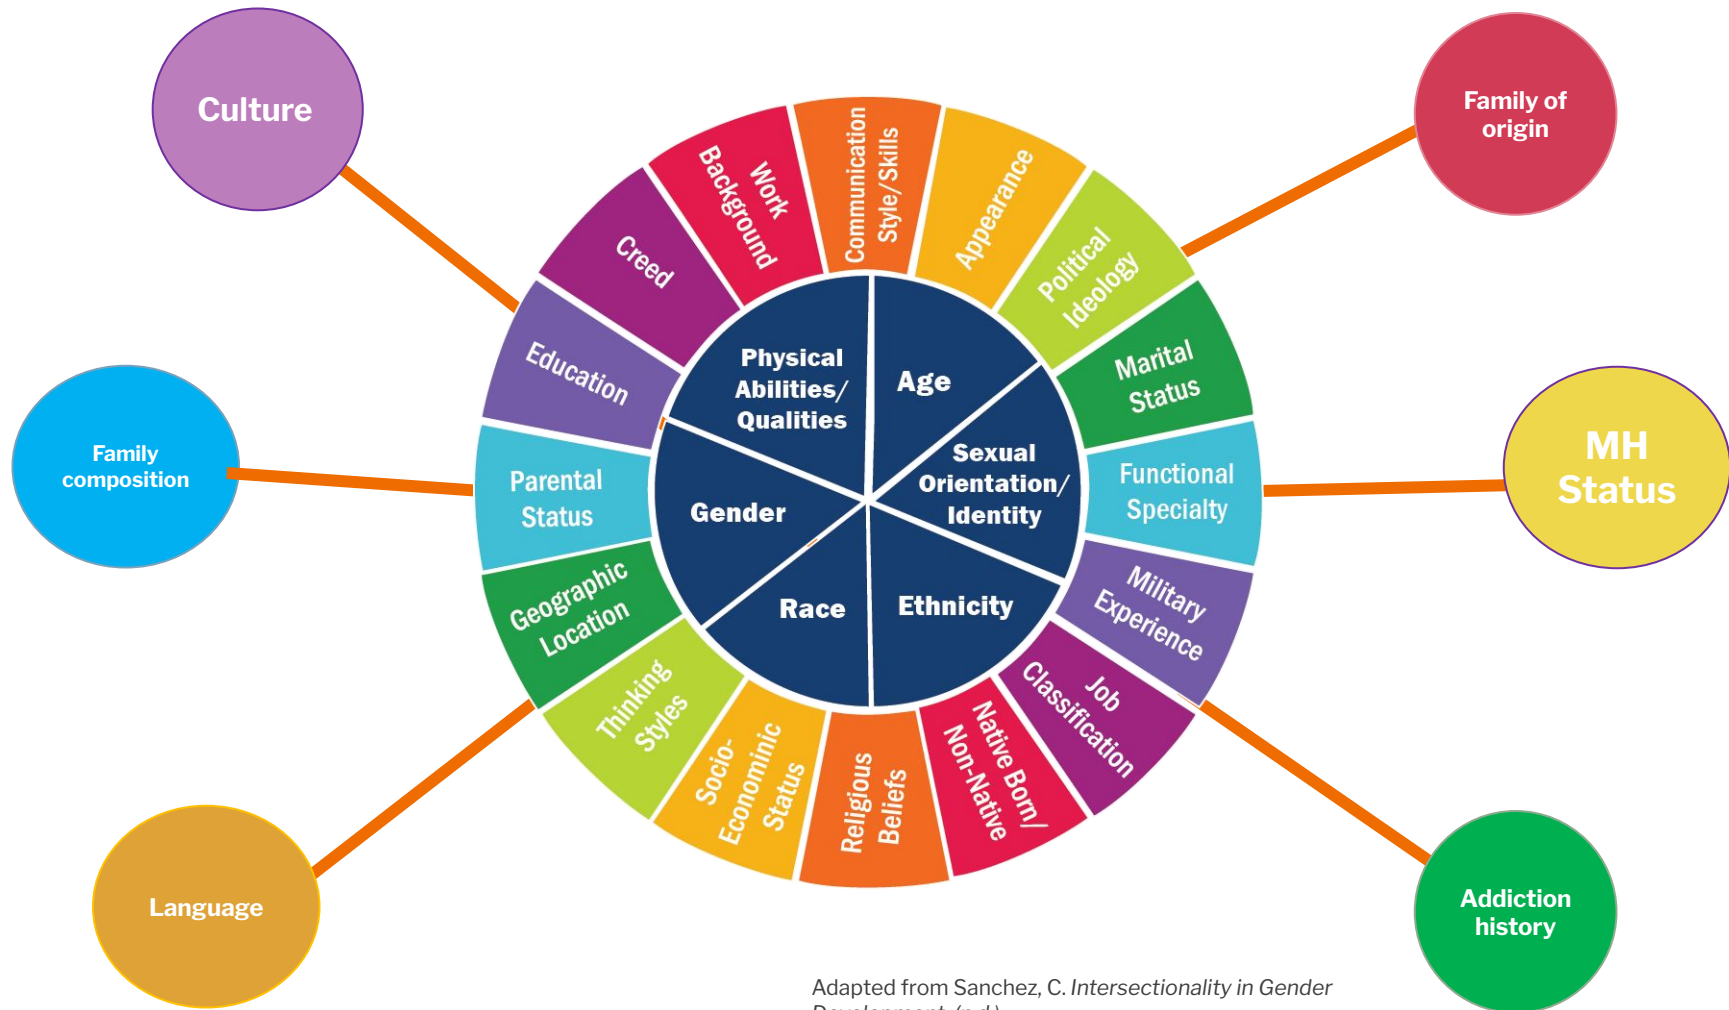 Culture
Family of
origin
Communication
Style/Skills
Appearance
Work
Background
Political
Ideology
Creed
Marital
Status
Education
Physical
Abilities/
Qualities
Age
Family
composition
MH
Status
Parental
Status
Gender
Sexual
Orientation/
Identity
Functional
Specialty
Geographic
Location
Race
Ethnicity
Military
Experience
Thinking
Styles
Job
Classification
Socio-
Econominic
Status
Religious
Beliefs
Native Born/
Non-Native
Language
Addiction
history
Adapted from Sanchez, C. Intersectionality in Gender
Development. (n.d.)